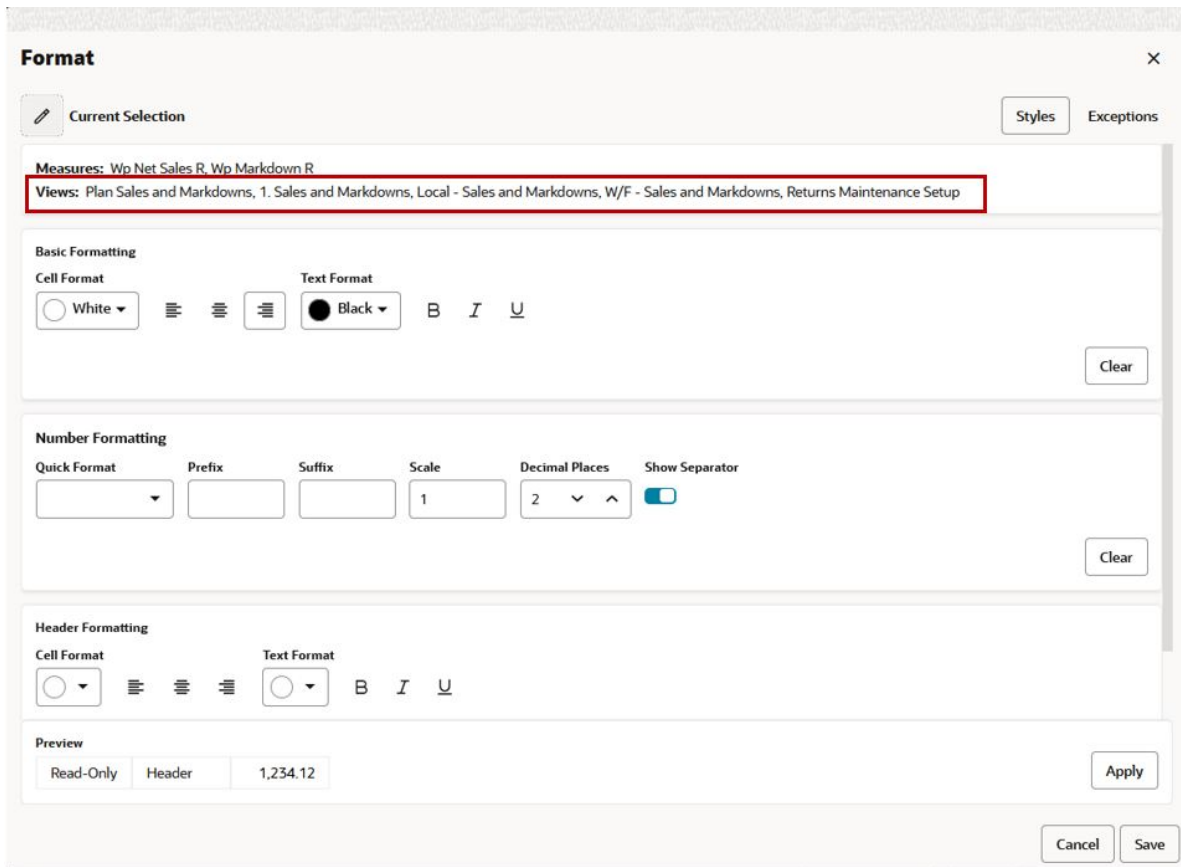 Format
Current Selection
Styles Exceptions
Measures: Wp Net Sales R, Wp Markdown R
Views: Plan Sales and Markdowns, 1. Sales and Markdowns, Local - Sales and Markdowns, W/F - Sales and Markdowns, Returns Maintenance Setup
Basic Formatting
Cell Format Text Format
White Black B I U
Clear
Number Formatting
Quick Format Prefix Suffix Scale Decimal Places Show Separator
1 2
Clear
Header Formatting
Cell Format Text Format
B I U
Preview
Read-Only Header 1,234.12
Apply
Cancel Save